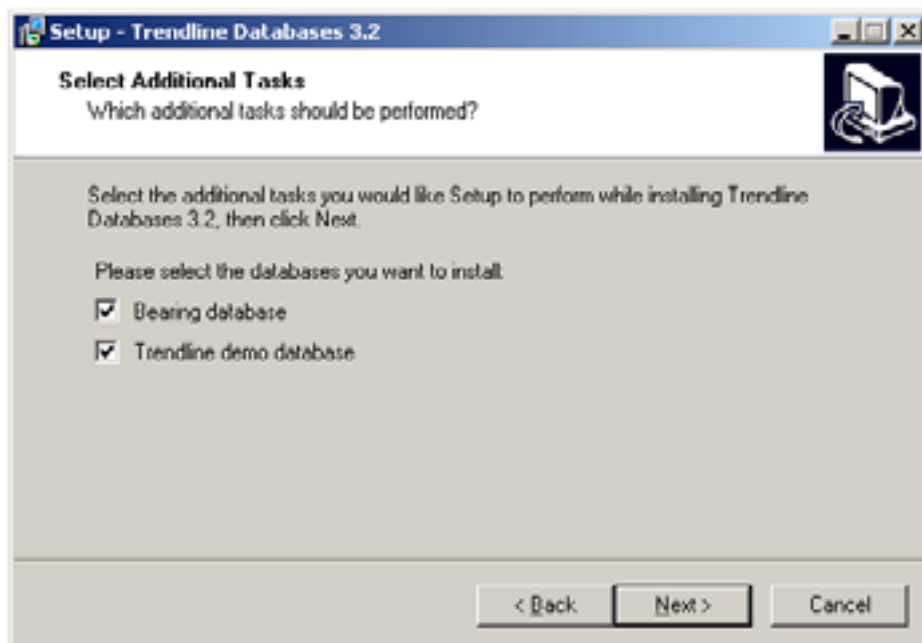 Setup - Trendline Databases 3.2
Select Additional Tasks
Which additional tasks should be performed?
Select the additional tasks you would like Setup to perform while installing Trendline
Databases 3.2, then click Next.
Please select the databases you want to install:
Bearing database
Trendline demo database
< Back
Next >
Cancel